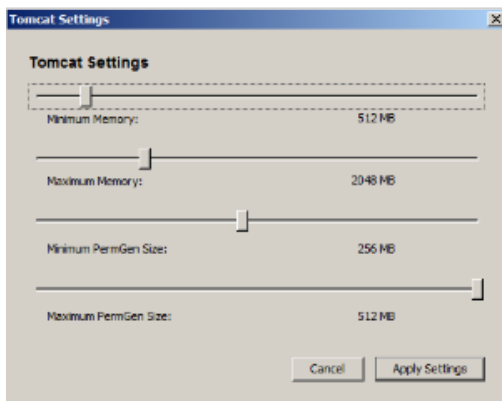 Tomcat Settings
Tomcat Settings
Minimum Memory: 512 MB
Maximum Memory: 2048 MB
Minimum PermGen Size: 256 MB
Maximum PermGen Size: 512 MB
Cancel Apply Settings